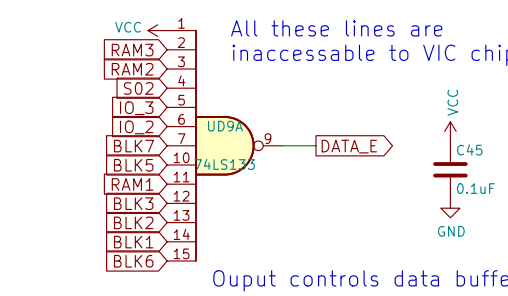 All these lines are
inaccessable to VIC chip
VCC 1
RAM3 2
RAM2 3
S02 4
IO_3 5
IO_2 6
BLK7 7
BLK5 10
RAM1 11
BLK3 12
BLK2 13
BLK1 14
BLK6 15
UD9A
74LS133
9
DATA_E
VCC
C45
0.1uF
GND
Ouput controls data buffe